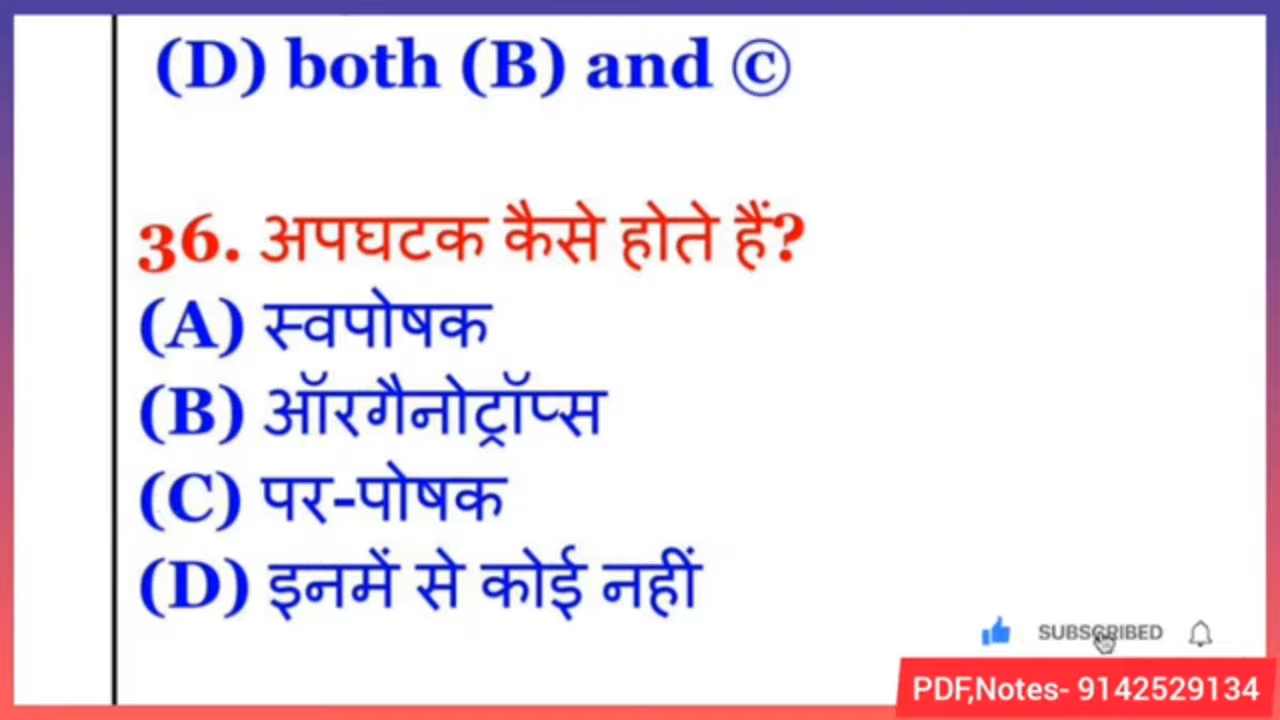 (D) both (B) and ©
36. अपघटक कैसे होते हैं?
(A) स्वपोषक
(B) ऑरगैनोट्रॉप्स
(C) पर-पोषक
(D) इनमें से कोई नहीं
SUBSCRIBED
PDF,Notes- 9142529134